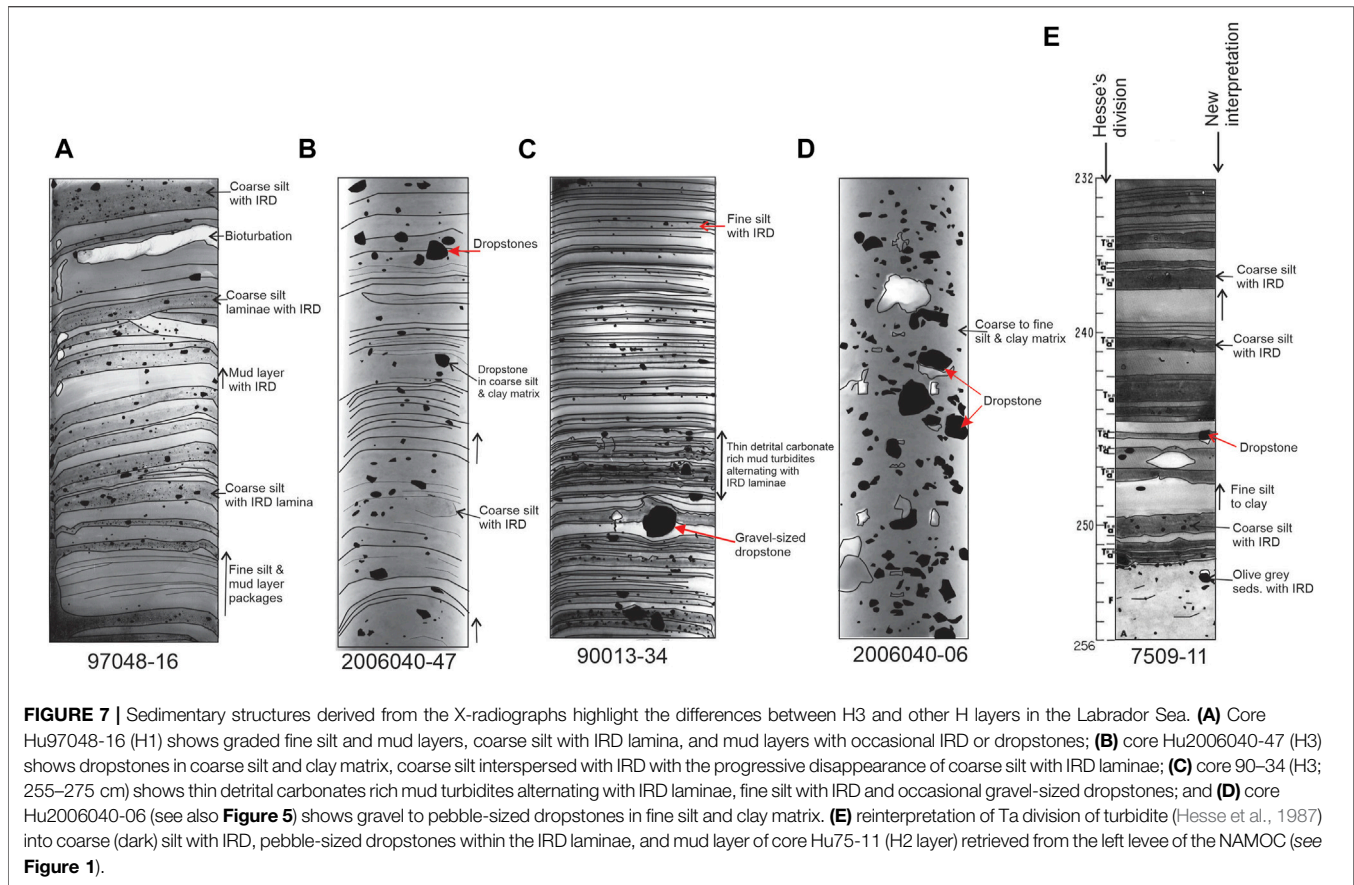 A
Coarse silt
with IRD
Bioturbation
Coarse silt
laminae with IRD
Mud layer
with IRD
Coarse silt
with IRD lamina
Fine silt &
mud layer
packages
97048-16
B
Dropstones
Dropstone
in coarse silt
& clay matrix
Coarse silt
with IRD
2006040-47
C
Fine silt
with IRD
Thin detrital carbonate
rich mud turbidites
alternating with
IRD laminae
Gravel-sized
dropstone
90013-34
D
Coarse to fine
silt & clay matrix
Dropstone
2006040-06
E
Hesse's
division
New
interpretation
232
240
250
256
F
A
Coarse silt
with IRD
Coarse silt
with IRD
Dropstone
Fine silt
to clay
Coarse silt
with IRD
Olive grey
seds. with IRD
7509-11
FIGURE 7 | Sedimentary structures derived from the X-radiographs highlight the differences between H3 and other H layers in the Labrador Sea. (A) Core
Hu97048-16 (H1) shows graded fine silt and mud layers, coarse silt with IRD lamina, and mud layers with occasional IRD or dropstones; (B) core Hu2006040-47 (H3)
shows dropstones in coarse silt and clay matrix, coarse silt interspersed with IRD with the progressive disappearance of coarse silt with IRD laminae; (C) core 90–34 (H3;
255–275 cm) shows thin detrital carbonates rich mud turbidites alternating with IRD laminae, fine silt with IRD and occasional gravel-sized dropstones; and (D) core
Hu2006040-06 (see also Figure 5) shows gravel to pebble-sized dropstones in fine silt and clay matrix. (E) reinterpretation of Ta division of turbidite (Hesse et al., 1987)
into coarse (dark) silt with IRD, pebble-sized dropstones within the IRD laminae, and mud layer of core Hu75-11 (H2 layer) retrieved from the left levee of the NAMOC (see
Figure 1).